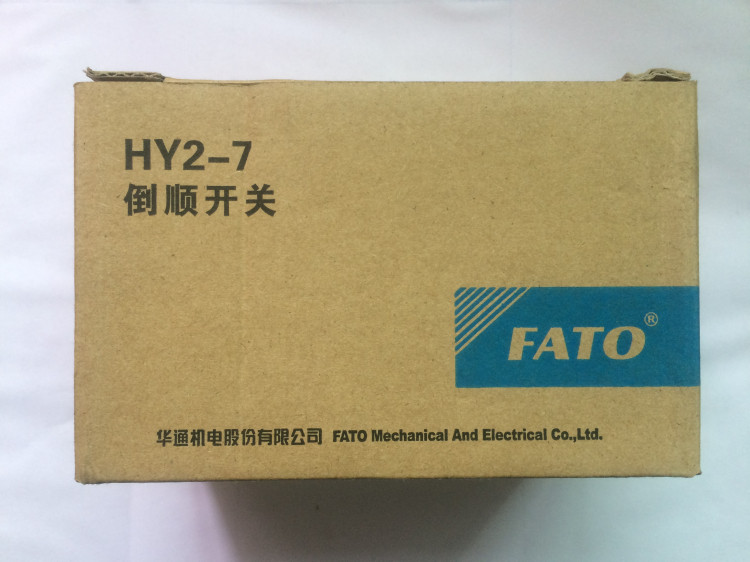 HY2-7
倒顺开关
FATO®
华通机电股份有限公司 FATO Mechanical And Electrical Co.,Ltd.